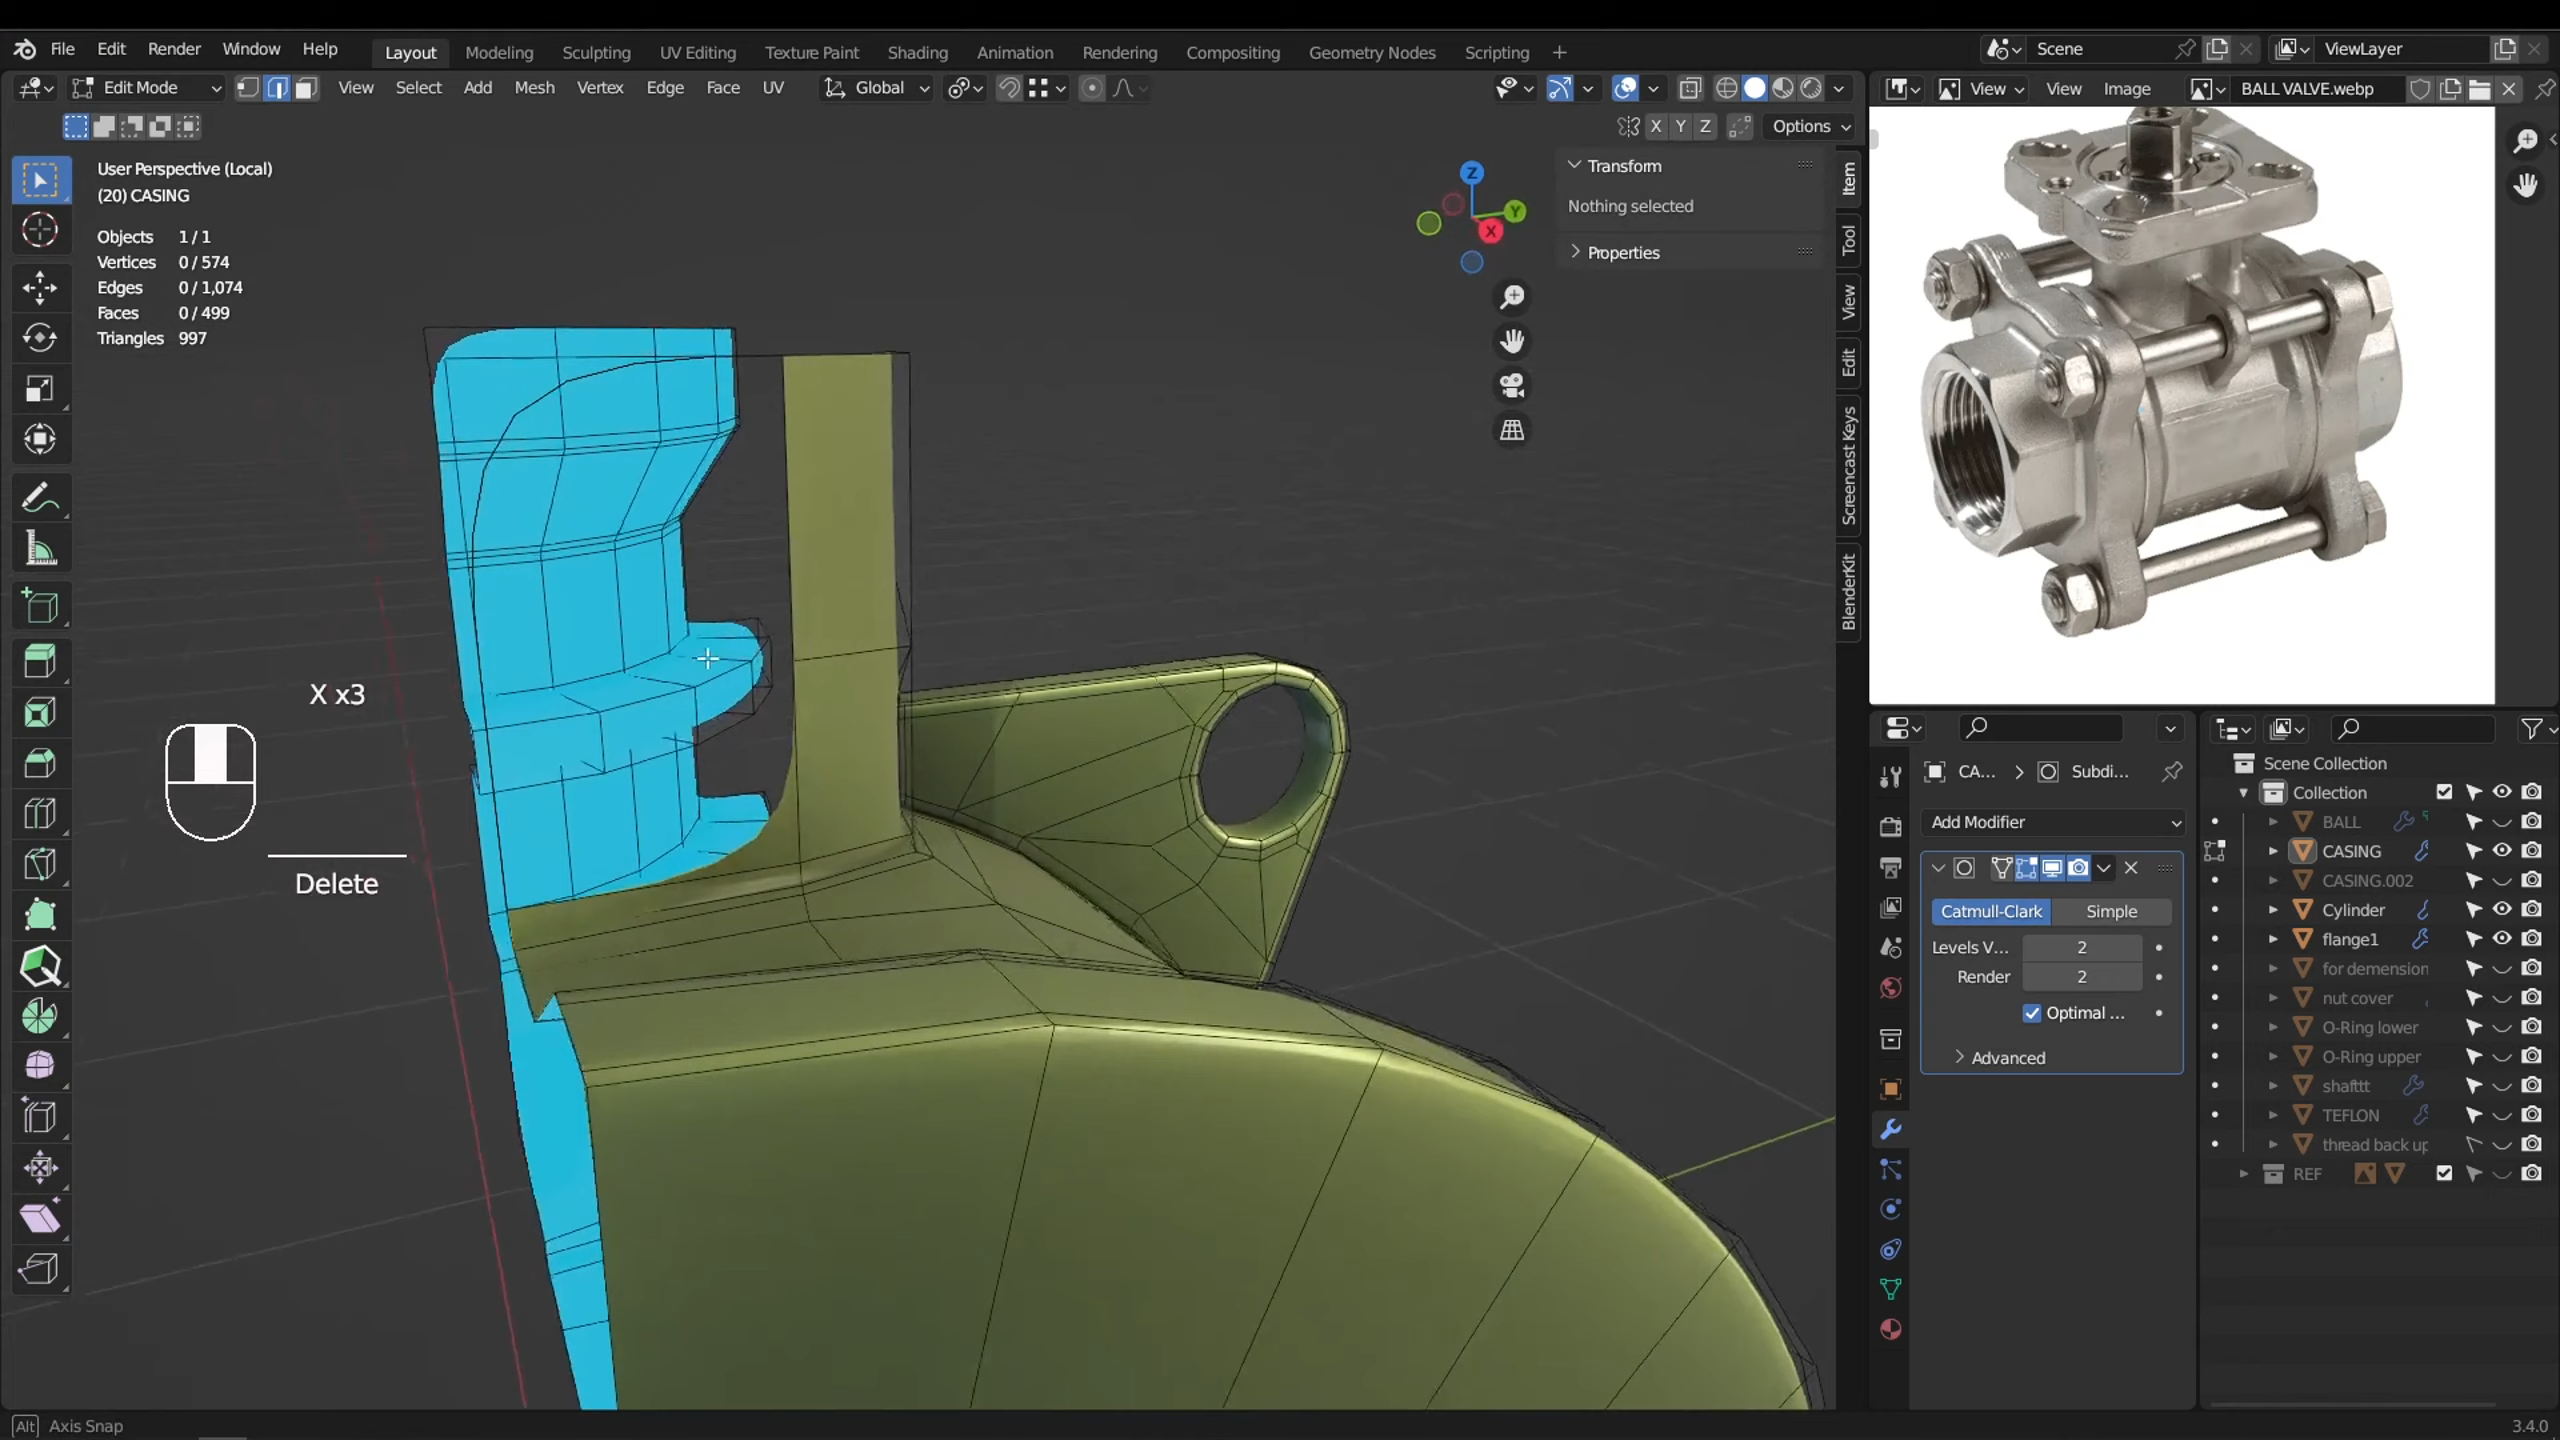 File Edit Render Window Help Layout Modeling Sculpting UV Editing Texture Paint Shading Animation Rendering Compositing Geometry Nodes Scripting + Scene ViewLayer
Edit Mode View Select Add Mesh Vertex Edge Face UV Global View View Image BALL VALVE.webp
X Y Z Options
User Perspective (Local)
(20) CASING
Objects 1 / 1
Vertices 0 / 574
Edges 0 / 1,074
Faces 0 / 499
Triangles 997
Z
Y
X
Transform
Nothing selected
Properties
Item
Tool
View
Edit
Screencast Keys
BlenderKit
X x3
Delete
CA... > Subdi...
Add Modifier
Catmull-Clark Simple
Levels V... 2
Render 2
Optimal ...
Advanced
Scene Collection
Collection
BALL
CASING
CASING.002
Cylinder
flange1
for demension
nut cover
O-Ring lower
O-Ring upper
shafttt
TEFLON
thread back up
REF
Alt Axis Snap
3.4.0